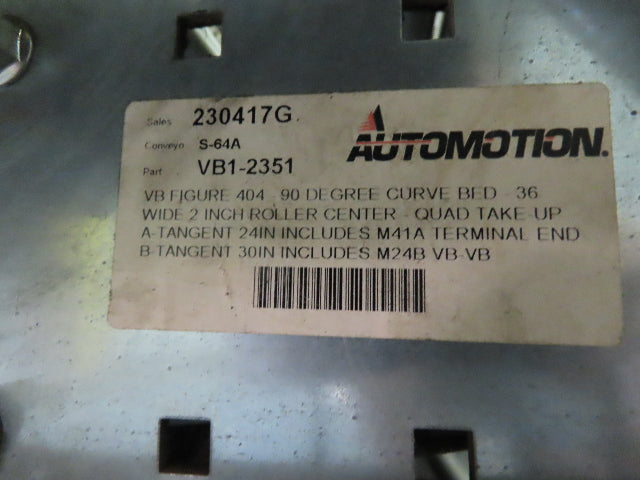 Sales 230417G
AUTOMOTION.
Conveyo S-64A
Part VB1-2351
VB FIGURE 404 - 90 DEGREE CURVE BED - 36
WIDE 2 INCH ROLLER CENTER - QUAD TAKE-UP
A-TANGENT 24IN INCLUDES M41A TERMINAL END
B-TANGENT 30IN INCLUDES M24B VB-VB